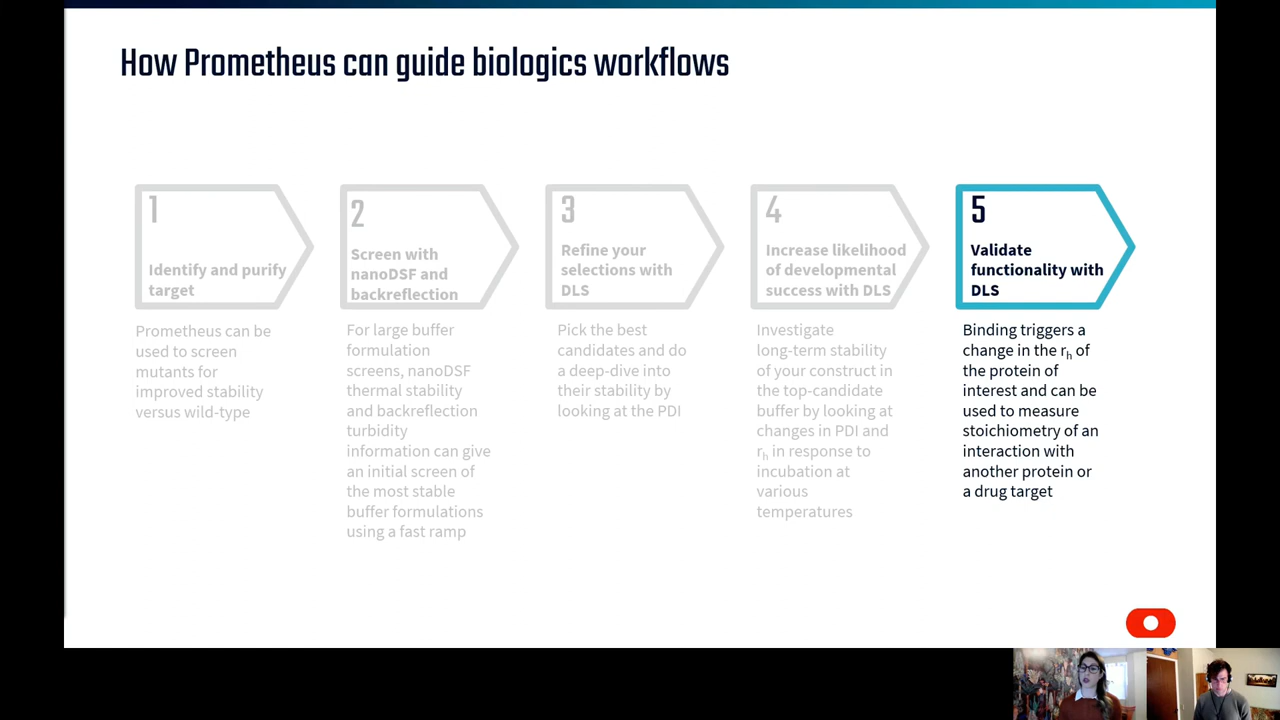 How Prometheus can guide biologics workflows
1
Identify and purify
target
Prometheus can be
used to screen
mutants for
improved stability
versus wild-type
2
Screen with
nanoDSF and
backreflection
For large buffer
formulation
screens, nanoDSF
thermal stability
and backreflection
turbidity
information can give
an initial screen of
the most stable
buffer formulations
using a fast ramp
3
Refine your
selections with
DLS
Pick the best
candidates and do
a deep-dive into
their stability by
looking at the PDI
4
Increase likelihood
of developmental
success with DLS
Investigate
long-term stability
of your construct in
the top-candidate
buffer by looking at
changes in PDI and
rh in response to
incubation at
various
temperatures
5
Validate
functionality with
DLS
Binding triggers a
change in the rh of
the protein of
interest and can be
used to measure
stoichiometry of an
interaction with
another protein or
a drug target